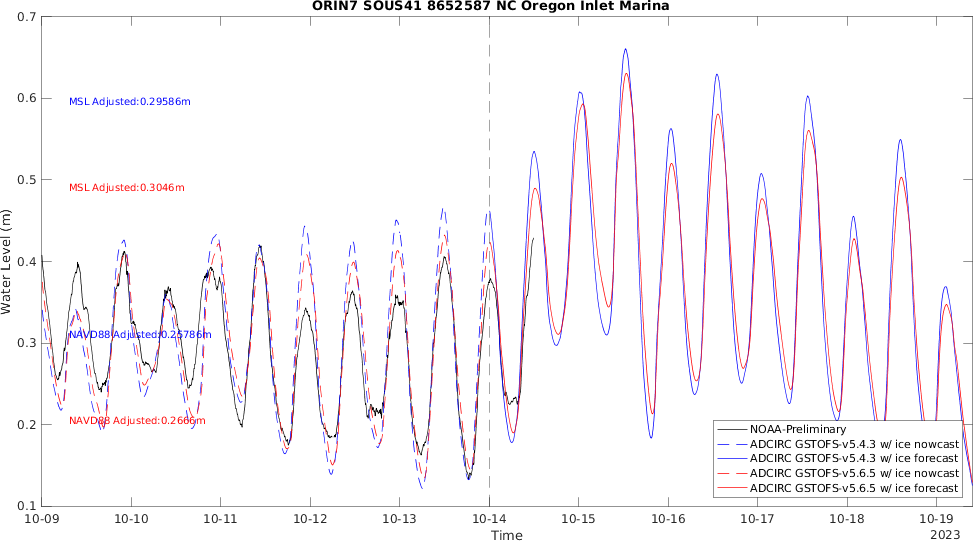 ORIN7 SOUS41 8652587 NC Oregon Inlet Marina
0.7
0.6
0.5
0.4
0.3
0.2
0.1
Water Level (m)
MSL Adjusted:0.29586m
MSL Adjusted:0.3046m
NAVD88 Adjusted:0.25786m
NAVD88 Adjusted:0.2666m
NOAA-Preliminary
ADCIRC GSTOFS-v5.4.3 w/ ice nowcast
ADCIRC GSTOFS-v5.4.3 w/ ice forecast
ADCIRC GSTOFS-v5.6.5 w/ ice nowcast
ADCIRC GSTOFS-v5.6.5 w/ ice forecast
10-09 10-10 10-11 10-12 10-13 10-14 10-15 10-16 10-17 10-18 10-19
Time
2023